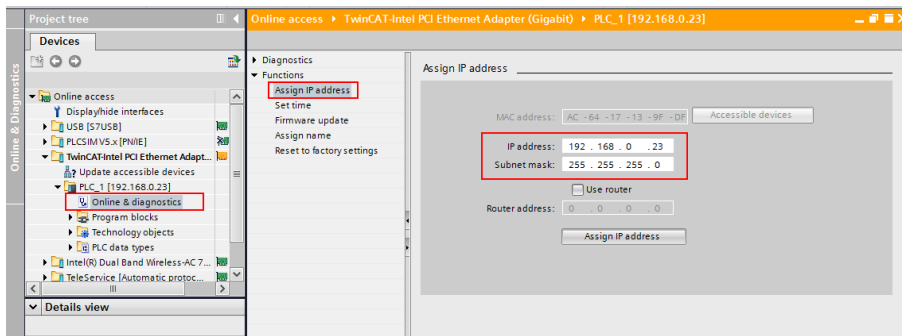 Project tree
Online access ▸ TwinCAT-Intel PCI Ethernet Adapter (Gigabit) ▸ PLC_1 [192.168.0.23]
Devices
Online & Diagnostics
Online access
Display/hide interfaces
USB [S7USB]
PLCSIM V5.x [PN/IE]
TwinCAT-Intel PCI Ethernet Adapt...
Update accessible devices
PLC_1 [192.168.0.23]
Online & diagnostics
Program blocks
Technology objects
PLC data types
Intel(R) Dual Band Wireless-AC 7...
TeleService [Automatic protoc...
Details view
Diagnostics
Functions
Assign IP address
Set time
Firmware update
Assign name
Reset to factory settings
Assign IP address
MAC address: AC - 64 - 17 - 13 - 9F - DF Accessible devices
IP address: 192 . 168 . 0 . 23
Subnet mask: 255 . 255 . 255 . 0
Use router
Router address: 0 . 0 . 0 . 0
Assign IP address